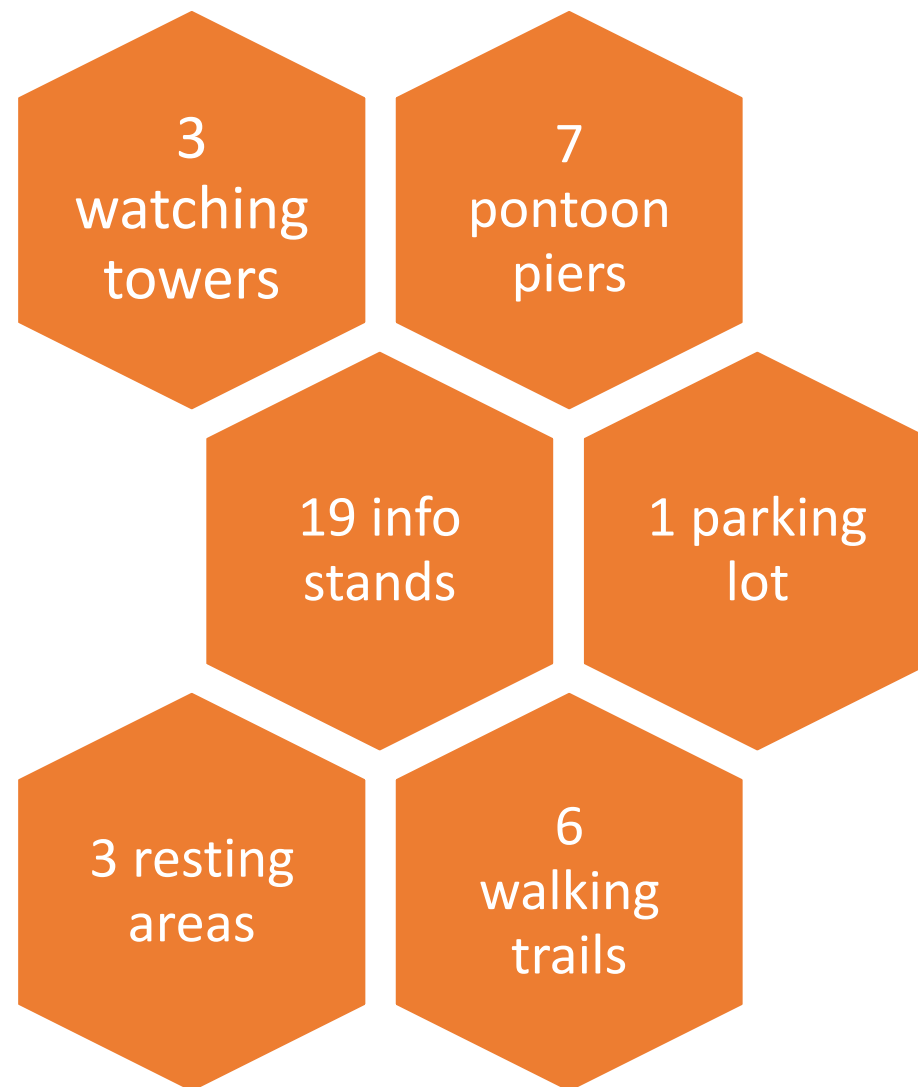 3
watching
towers
7
pontoon
piers
19 info
stands
1 parking
lot
3 resting
areas
6
walking
trails